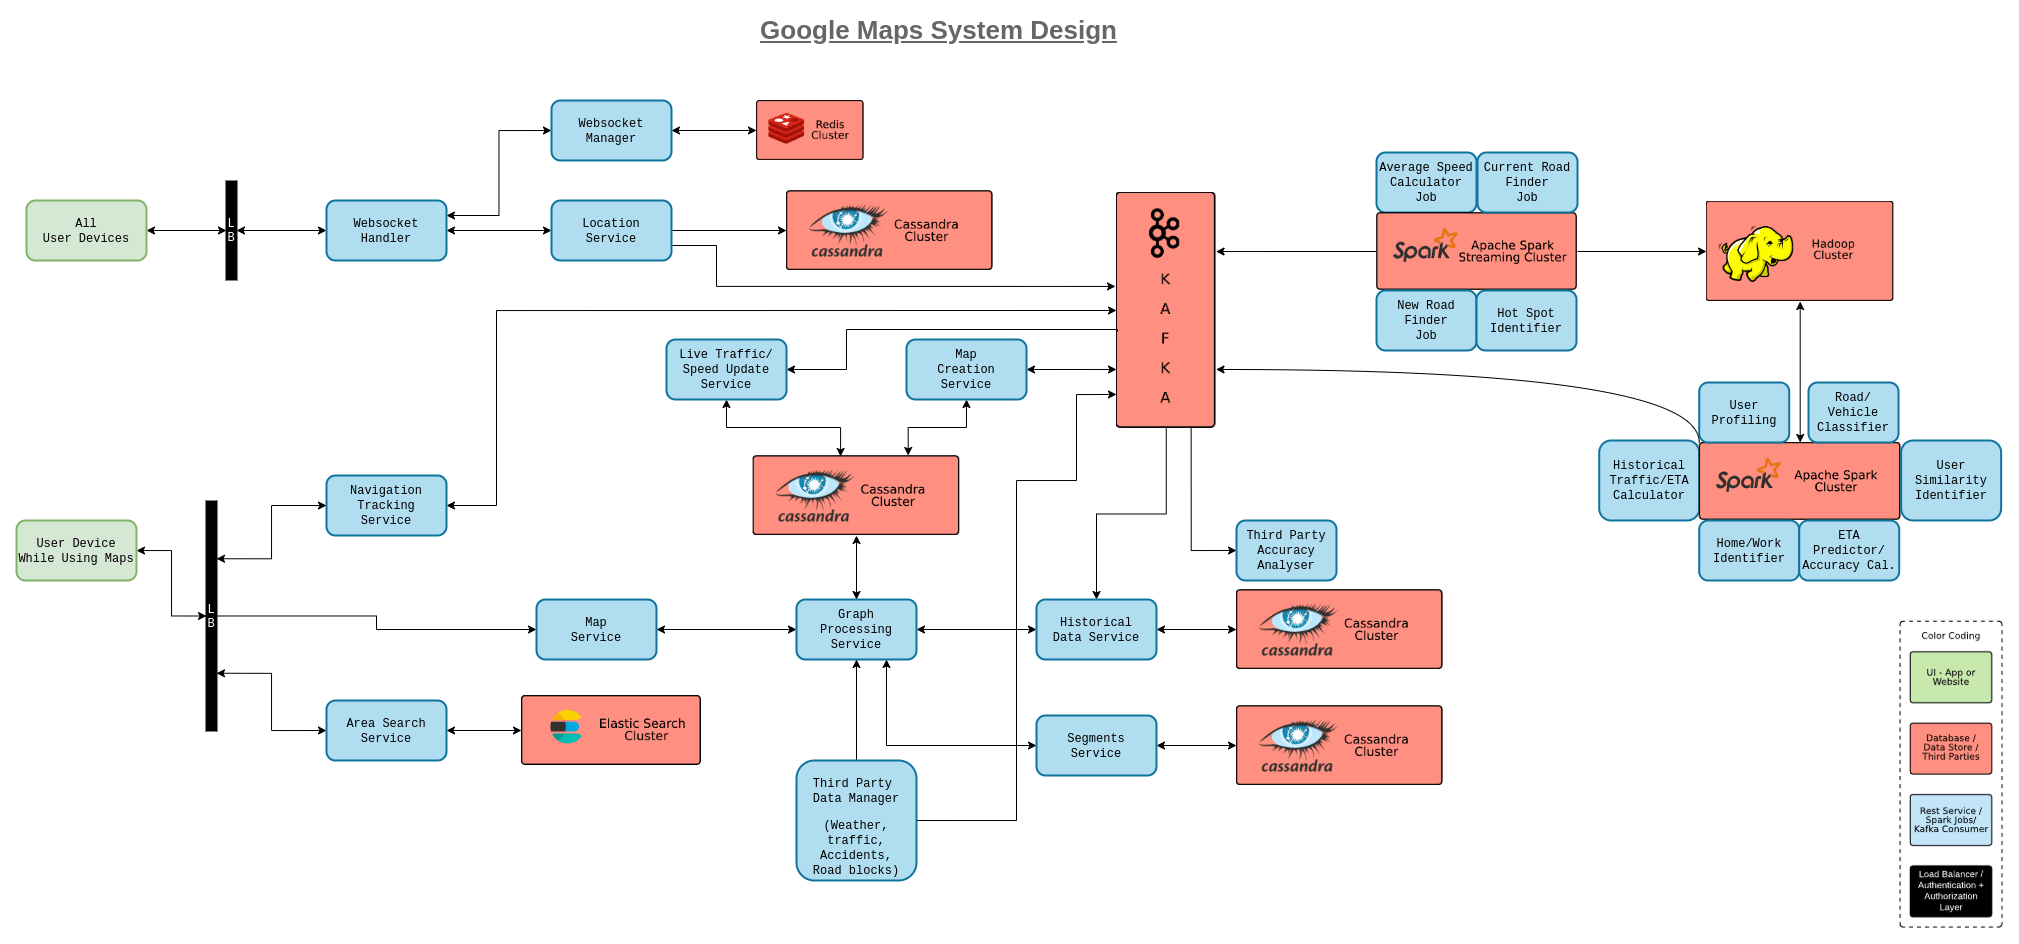 Google Maps System Design
Websocket
Manager
Redis
Cluster
All
User Devices
L
B
Websocket
Handler
Location
Service
cassandra
Cassandra
Cluster
K
A
F
K
A
Average Speed
Calculator
Job
Current Road
Finder
Job
Spark
Apache Spark
Streaming Cluster
New Road
Finder
Job
Hot Spot
Identifier
Hadoop
Cluster
Live Traffic/
Speed Update
Service
Map
Creation
Service
cassandra
Cassandra
Cluster
User
Profiling
Road/
Vehicle
Classifier
Historical
Traffic/ETA
Calculator
Spark
Apache Spark
Cluster
User
Similarity
Identifier
Home/Work
Identifier
ETA
Predictor/
Accuracy Cal.
Navigation
Tracking
Service
User Device
While Using Maps
L
B
Third Party
Accuracy
Analyser
Map
Service
Graph
Processing
Service
Historical
Data Service
cassandra
Cassandra
Cluster
Area Search
Service
Elastic Search
Cluster
Segments
Service
cassandra
Cassandra
Cluster
Third Party
Data Manager
(Weather,
traffic,
Accidents,
Road blocks)
Color Coding
UI - App or
Website
Database /
Data Store /
Third Parties
Rest Service /
Spark Jobs/
Kafka Consumer
Load Balancer /
Authentication +
Authorization
Layer